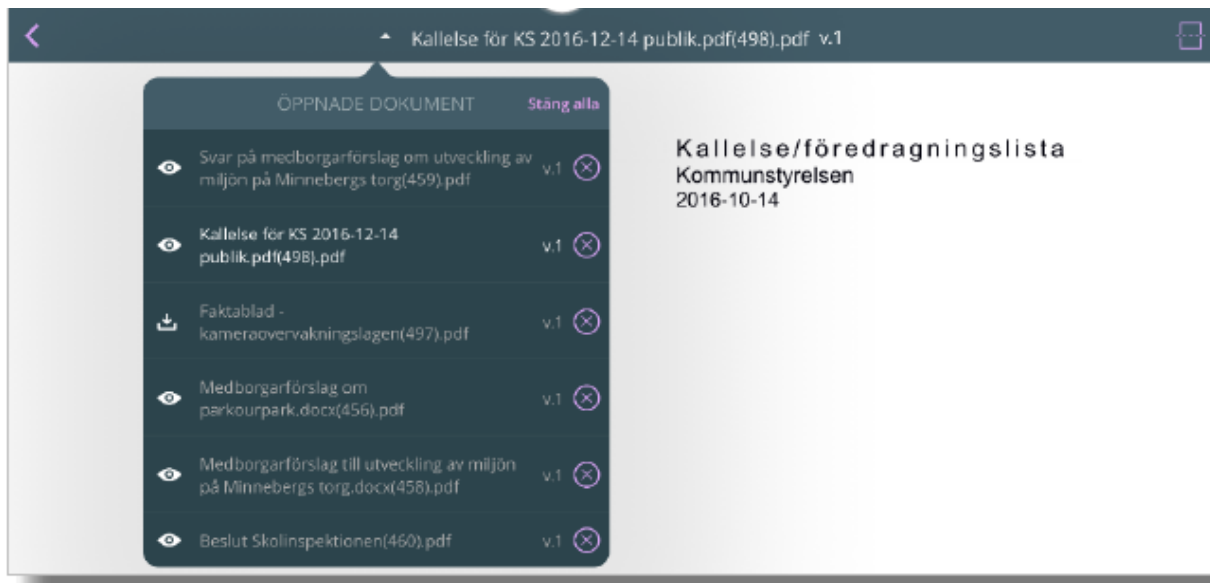 Kallelse för KS 2016-12-14 publik.pdf(498).pdf v.1
ÖPPNADE DOKUMENT Stäng alla
Svar på medborgarförslag om utveckling av
miljön på Minnebergs torg(459).pdf v.1
Kallelse för KS 2016-12-14
publik.pdf(498).pdf v.1
Faktablad -
kameraovervakningslagen(497).pdf v.1
Medborgarförslag om
parkourpark.docx(456).pdf v.1
Medborgarförslag till utveckling av miljön
på Minnebergs torg.docx(458).pdf v.1
Beslut Skolinspektionen(460).pdf v.1
Kallelse/föredragningslista
Kommunstyrelsen
2016-10-14